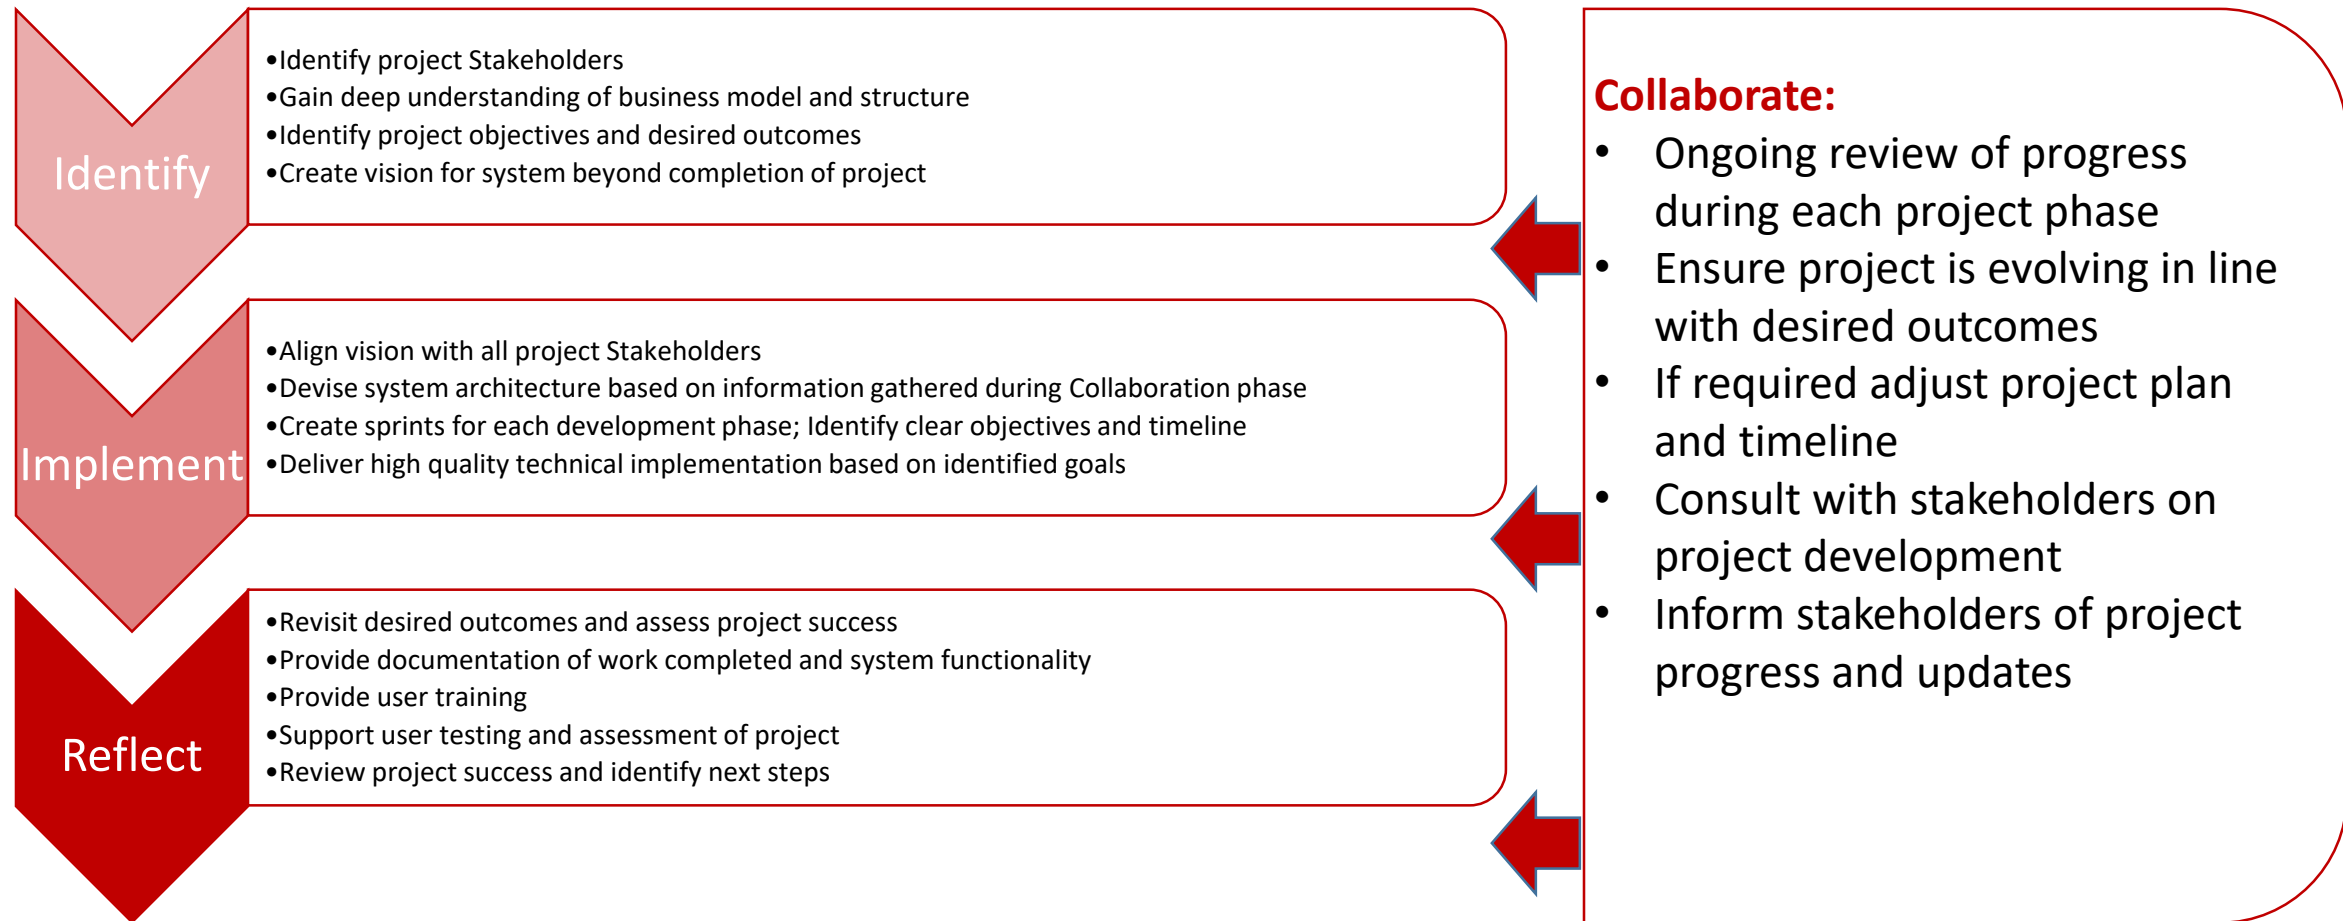 Identify
•Identify project Stakeholders
•Gain deep understanding of business model and structure
•Identify project objectives and desired outcomes
•Create vision for system beyond completion of project
Implement
•Align vision with all project Stakeholders
•Devise system architecture based on information gathered during Collaboration phase
•Create sprints for each development phase; Identify clear objectives and timeline
•Deliver high quality technical implementation based on identified goals
Reflect
•Revisit desired outcomes and assess project success
•Provide documentation of work completed and system functionality
•Provide user training
•Support user testing and assessment of project
•Review project success and identify next steps
Collaborate:
• Ongoing review of progress
during each project phase
• Ensure project is evolving in line
with desired outcomes
• If required adjust project plan
and timeline
• Consult with stakeholders on
project development
• Inform stakeholders of project
progress and updates